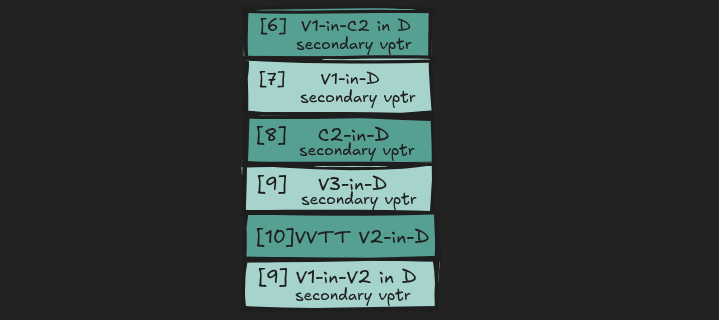 [6] V1-in-C2 in D
secondary vptr
[7] V1-in-D
secondary vptr
[8] C2-in-D
secondary vptr
[9] V3-in-D
secondary vptr
[10]VVTT V2-in-D
[9] V1-in-V2 in D
secondary vptr